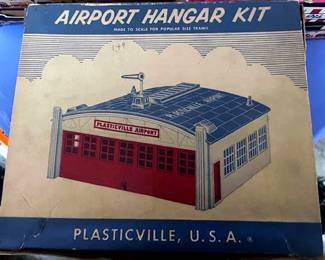 AIRPORT HANGAR KIT
MADE TO SCALE FOR POPULAR SIZE TRAINS
PLASTICVILLE AIRPORT
PLASTICVILLE, U.S.A.®